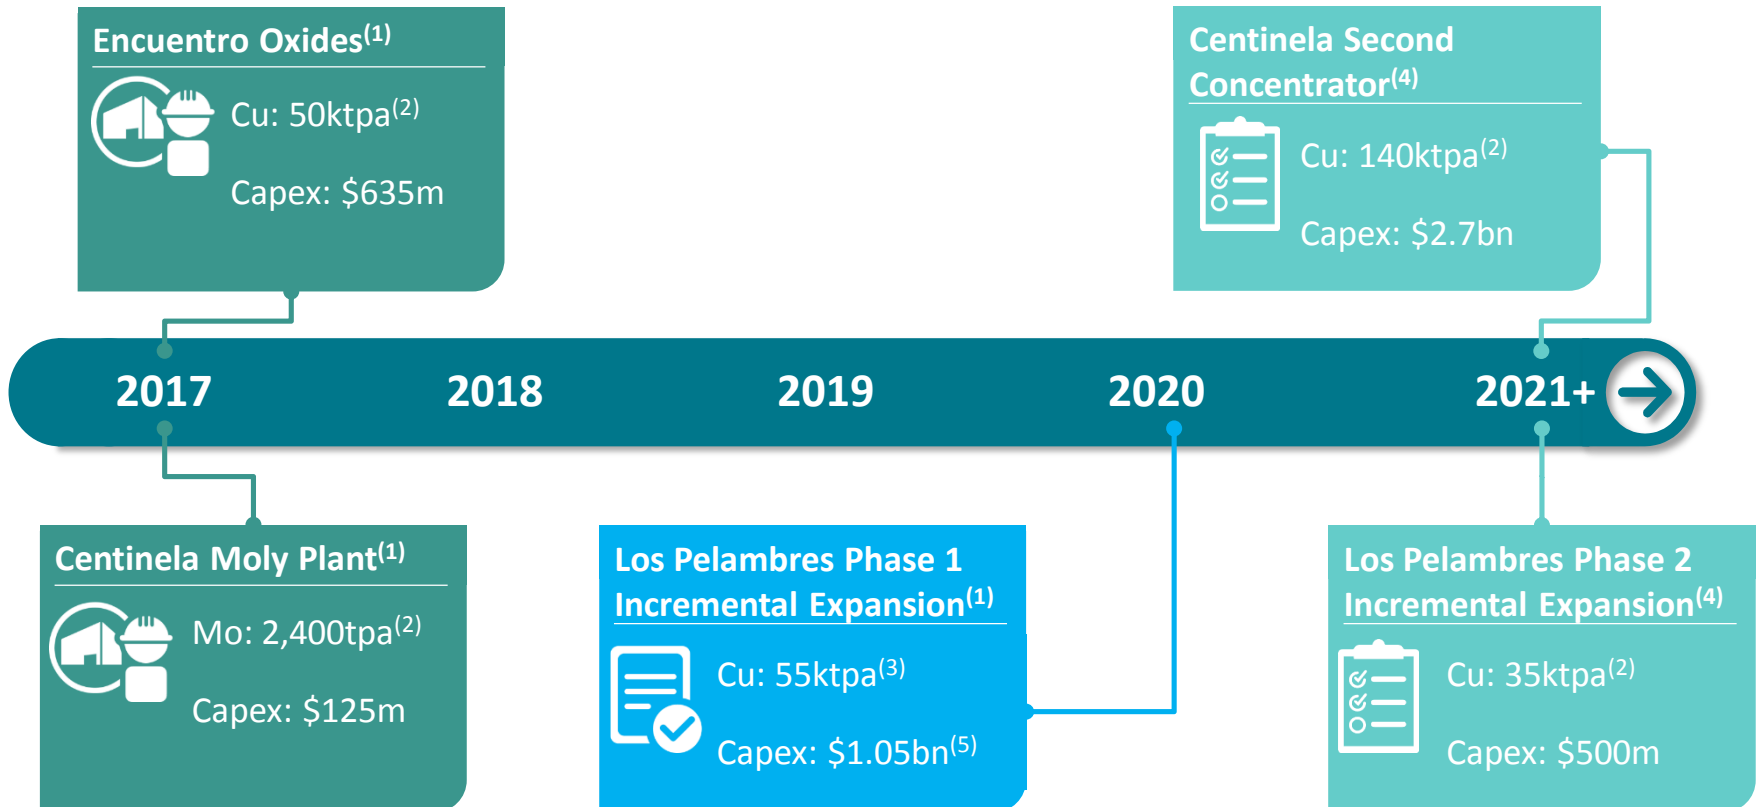 Encuentro Oxides(1)
Cu: 50ktpa(2)
Capex: $635m
Centinela Second
Concentrator(4)
Cu: 140ktpa(2)
Capex: $2.7bn
2017 2018 2019 2020 2021+
Centinela Moly Plant(1)
Mo: 2,400tpa(2)
Capex: $125m
Los Pelambres Phase 1
Incremental Expansion(1)
Cu: 55ktpa(3)
Capex: $1.05bn(5)
Los Pelambres Phase 2
Incremental Expansion(4)
Cu: 35ktpa(2)
Capex: $500m